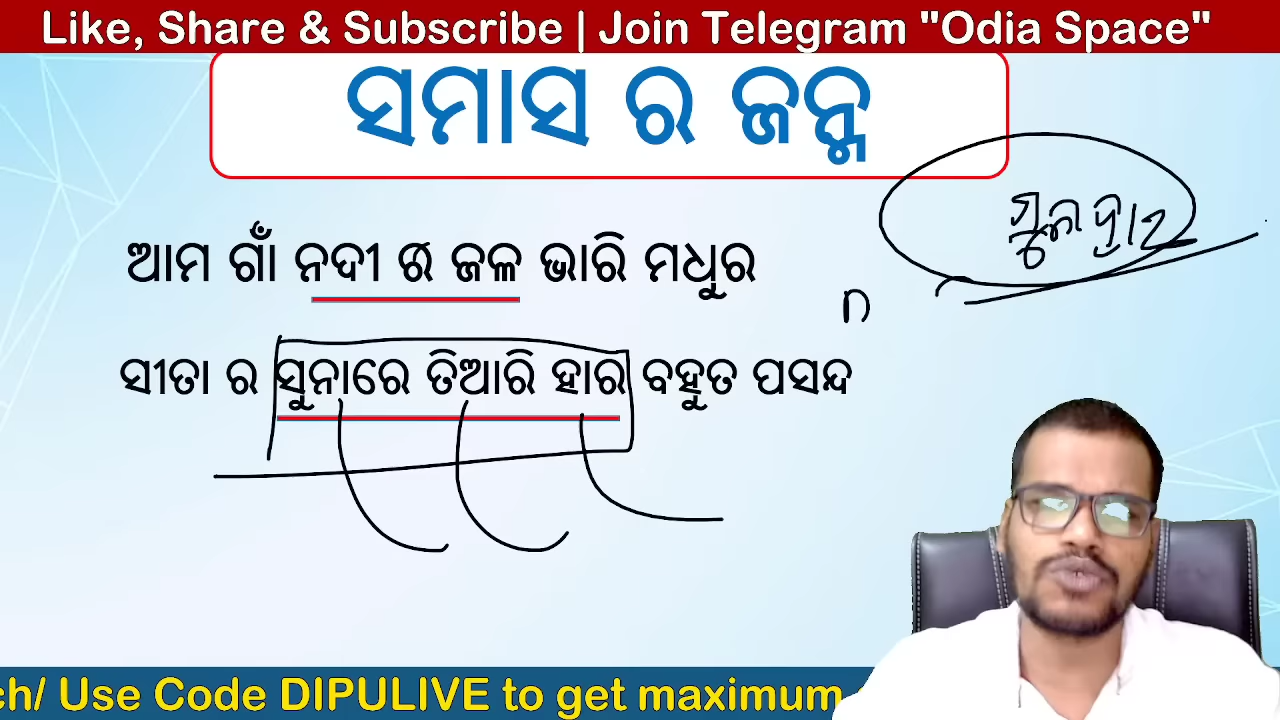 Like, Share & Subscribe | Join Telegram "Odia Space"
ସମାସ ର ଜନ୍ମ
ଆମ ଗାଁ ନଦୀ ର ଜଳ ଭାରି ମଧୁର
n
ସୀତା ର ସୁନାରେ ତିଆରି ହାର ବହୁତ ପସନ୍ଦ
ch/ Use Code DIPULIVE to get maximum